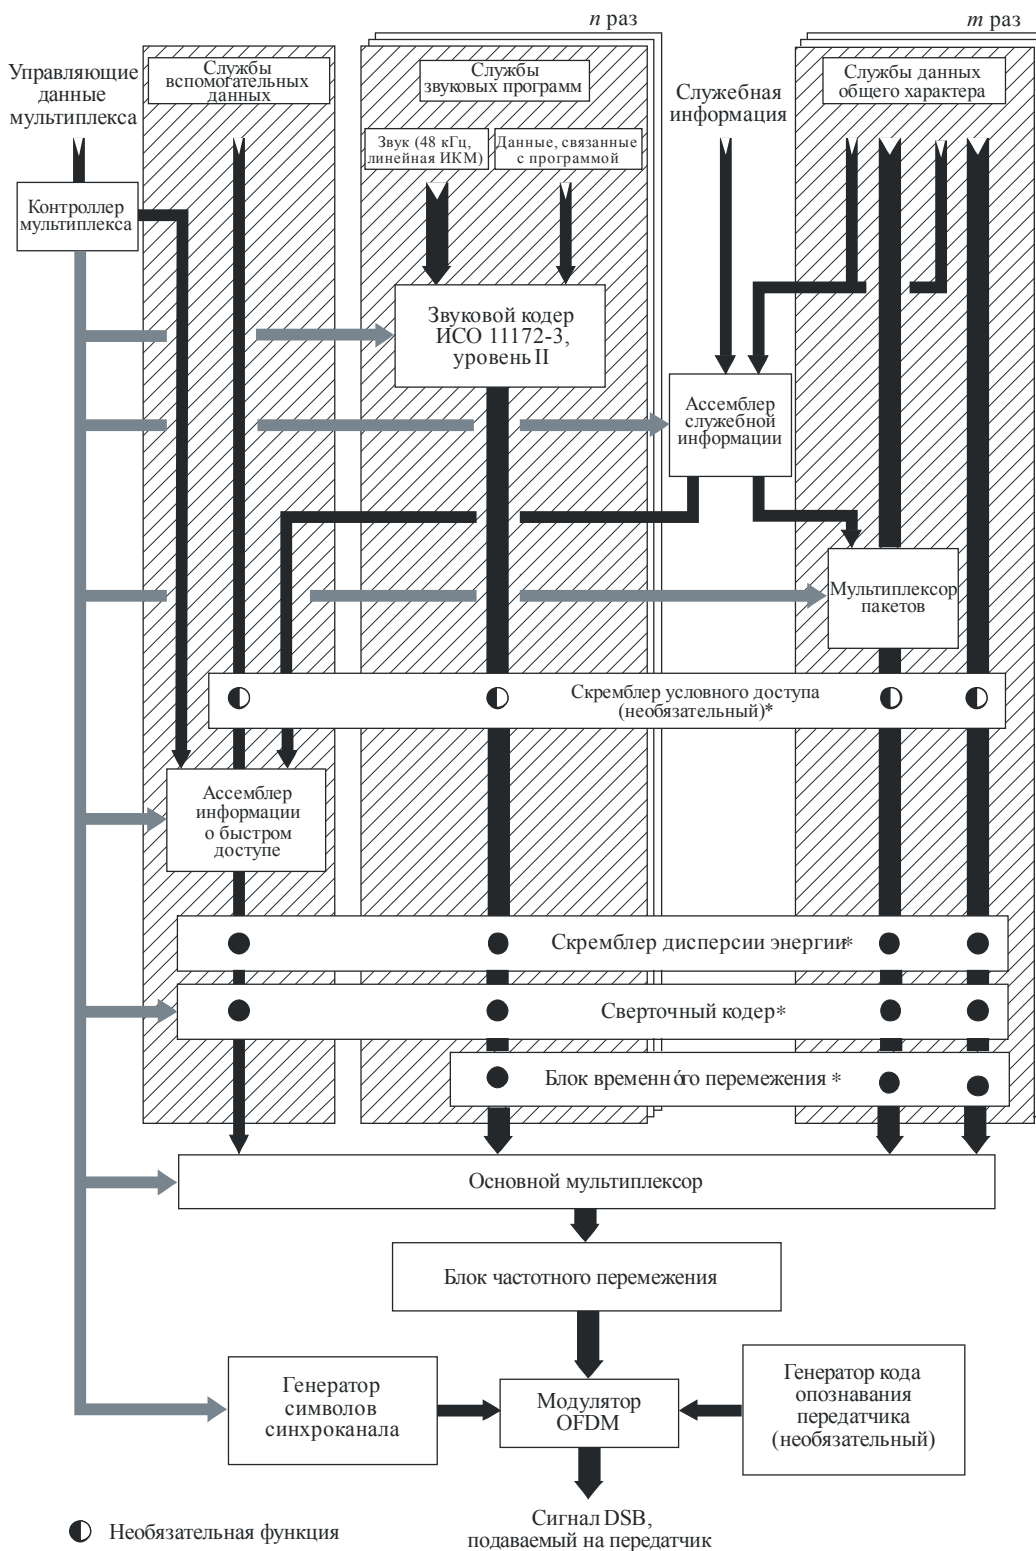 n раз
m раз
Управляющие
данные
мультиплекса
Службы
вспомогательных
данных
Службы
звуковых программ
Служебная
информация
Службы данных
общего характера
Звук (48 кГц,
линейная ИКМ)
Данные, связанные
с программой
Контроллер
мультиплекса
Звуковой кодер
ИСО 11172-3,
уровень II
Ассемблер
служебной
информации
Мультиплексор
пакетов
Скремблер условного доступа
(необязательный)*
Ассемблер
информации
о быстром
доступе
Скремблер дисперсии энергии*
Сверточный кодер*
Блок временно́го перемежения *
Основной мультиплексор
Блок частотного перемежения
Генератор
символов
синхроканала
Модулятор
OFDM
Генератор кода
опознавания
передатчика
(необязательный)
Сигнал DSB,
подаваемый на передатчик
Необязательная функция